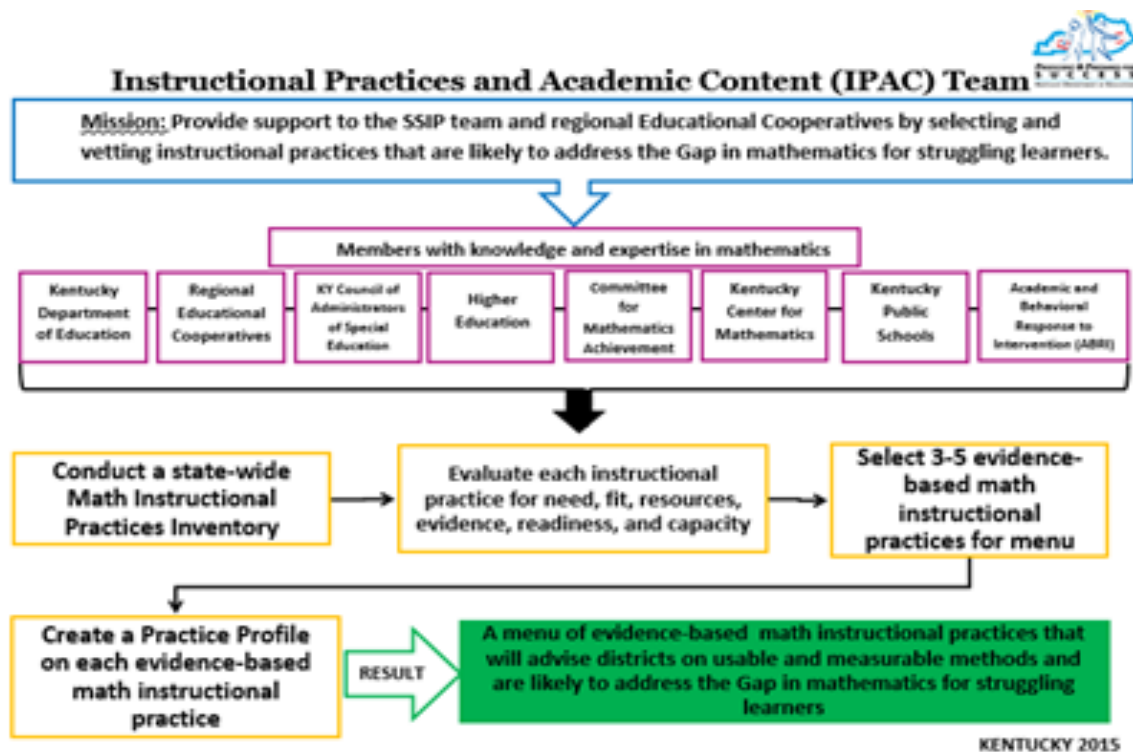 Instructional Practices and Academic Content (IPAC) Team
SUCCESS
Mission: Provide support to the SSIP team and regional Educational Cooperatives by selecting and
vetting instructional practices that are likely to address the Gap in mathematics for struggling learners.
Members with knowledge and expertise in mathematics
Kentucky
Department
of Education
Regional
Educational
Cooperatives
KY Council of
Administrators
of Special
Education
Higher
Education
Committee
for
Mathematics
Achievement
Kentucky
Center for
Mathematics
Kentucky
Public
Schools
Academic and
Behavioral
Response to
Intervention (ABRI)
Conduct a state-wide
Math Instructional
Practices Inventory
Evaluate each instructional
practice for need, fit, resources,
evidence, readiness, and capacity
Select 3-5 evidence-
based math
instructional
practices for menu
Create a Practice Profile
on each evidence-based
math instructional
practice
RESULT
A menu of evidence-based math instructional practices that
will advise districts on usable and measurable methods and
are likely to address the Gap in mathematics for struggling
learners
KENTUCKY 2015